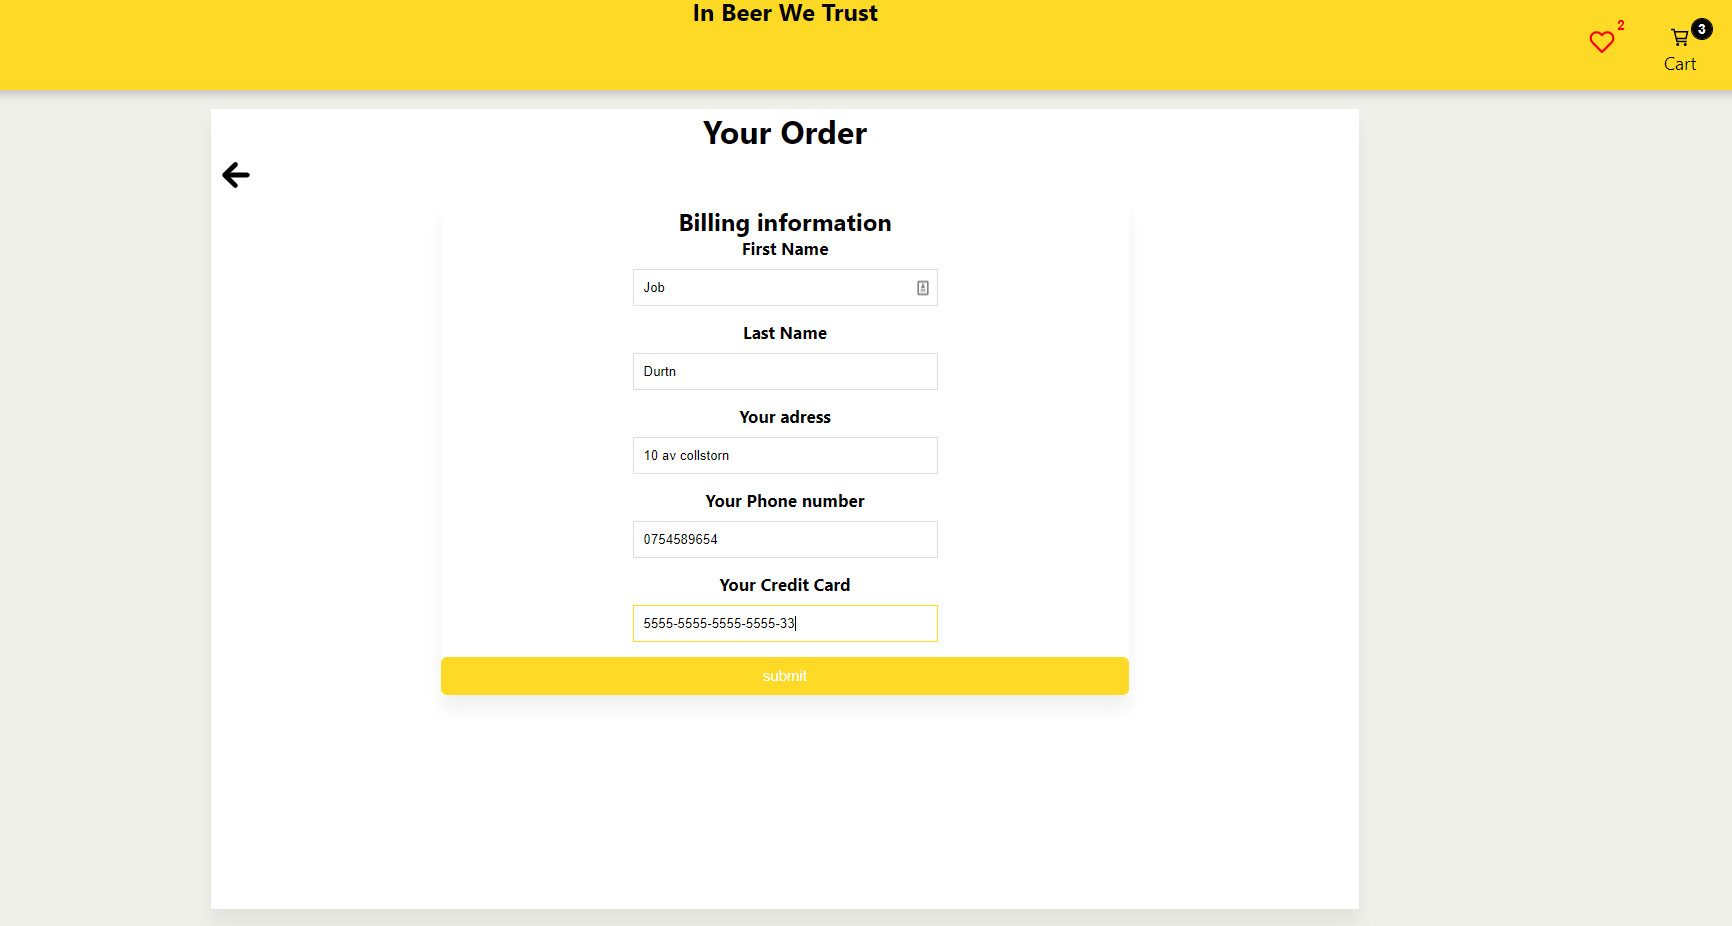 In Beer We Trust
2
3
Cart
Your Order
Billing information
First Name
Job
Last Name
Durtn
Your adress
10 av collstorn
Your Phone number
0754589654
Your Credit Card
5555-5555-5555-5555-33
submit